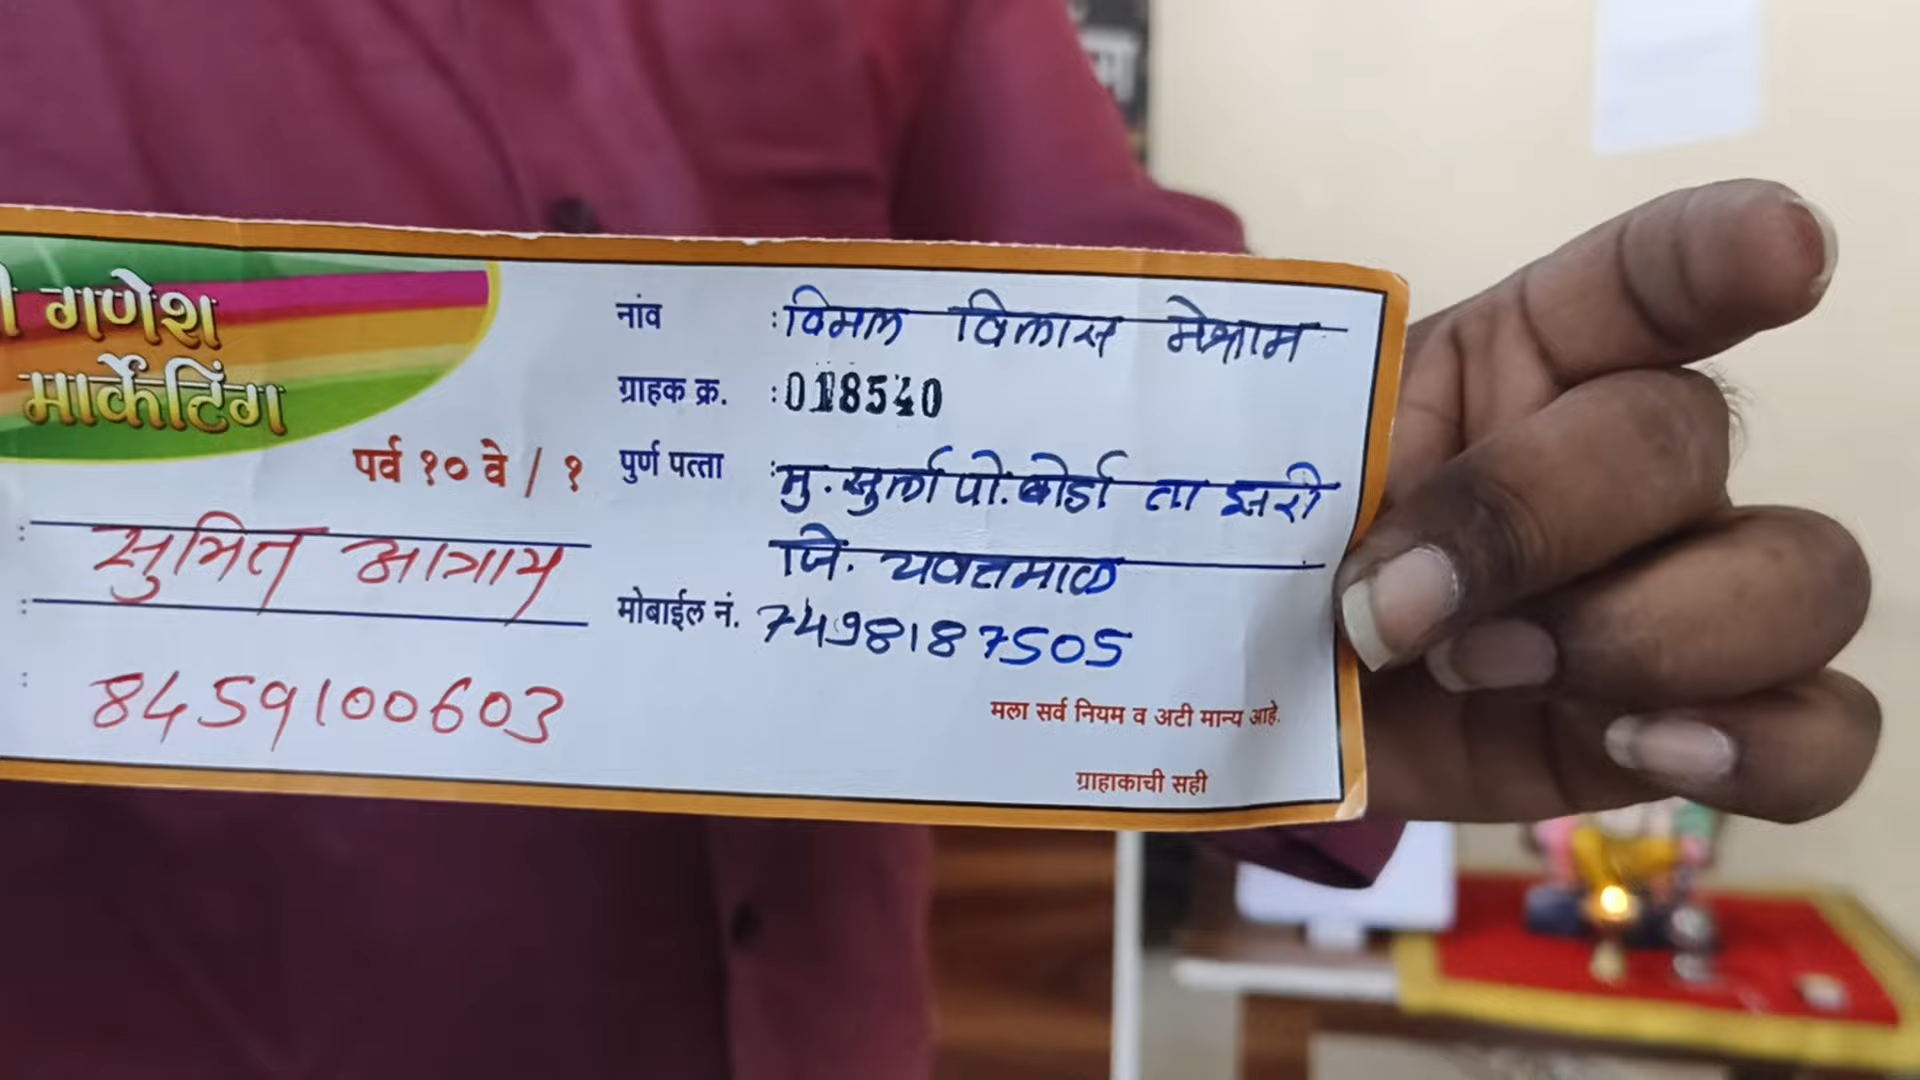 गणेश
मार्केटिंग
पर्व १० वे / १
: सुमित आत्राम
:
: 8459100603
नांव : विमल विलास मेश्राम
ग्राहक क्र. : 018540
पुर्ण पत्ता : मु. सुर्ला पो. बोर्डा ता झरी
जि. यवतमाळ
मोबाईल नं. 7498187505
मला सर्व नियम व अटी मान्य आहे.
ग्राहाकाची सही